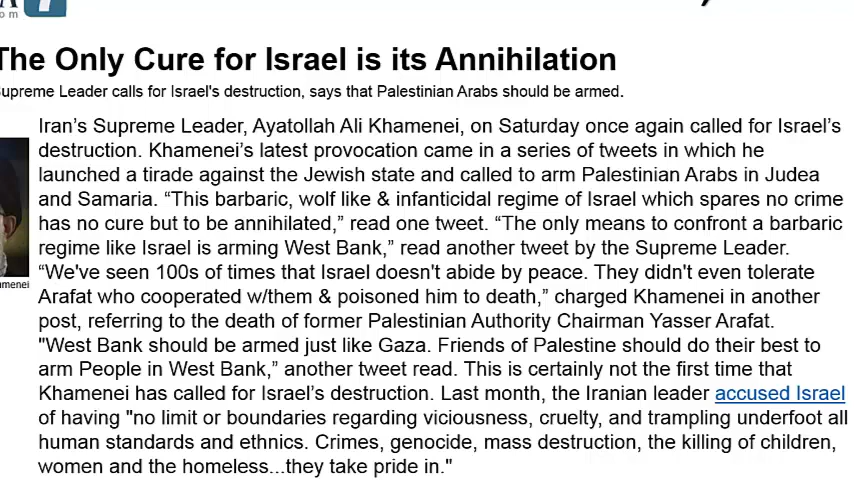 7
om
The Only Cure for Israel is its Annihilation
upreme Leader calls for Israel's destruction, says that Palestinian Arabs should be armed.
Iran’s Supreme Leader, Ayatollah Ali Khamenei, on Saturday once again called for Israel’s
destruction. Khamenei’s latest provocation came in a series of tweets in which he
launched a tirade against the Jewish state and called to arm Palestinian Arabs in Judea
and Samaria. “This barbaric, wolf like & infanticidal regime of Israel which spares no crime
has no cure but to be annihilated,” read one tweet. “The only means to confront a barbaric
regime like Israel is arming West Bank,” read another tweet by the Supreme Leader.
“We've seen 100s of times that Israel doesn't abide by peace. They didn't even tolerate
Arafat who cooperated w/them & poisoned him to death,” charged Khamenei in another
menei
post, referring to the death of former Palestinian Authority Chairman Yasser Arafat.
"West Bank should be armed just like Gaza. Friends of Palestine should do their best to
arm People in West Bank,” another tweet read. This is certainly not the first time that
Khamenei has called for Israel’s destruction. Last month, the Iranian leader accused Israel
of having "no limit or boundaries regarding viciousness, cruelty, and trampling underfoot all
human standards and ethnics. Crimes, genocide, mass destruction, the killing of children,
women and the homeless...they take pride in."